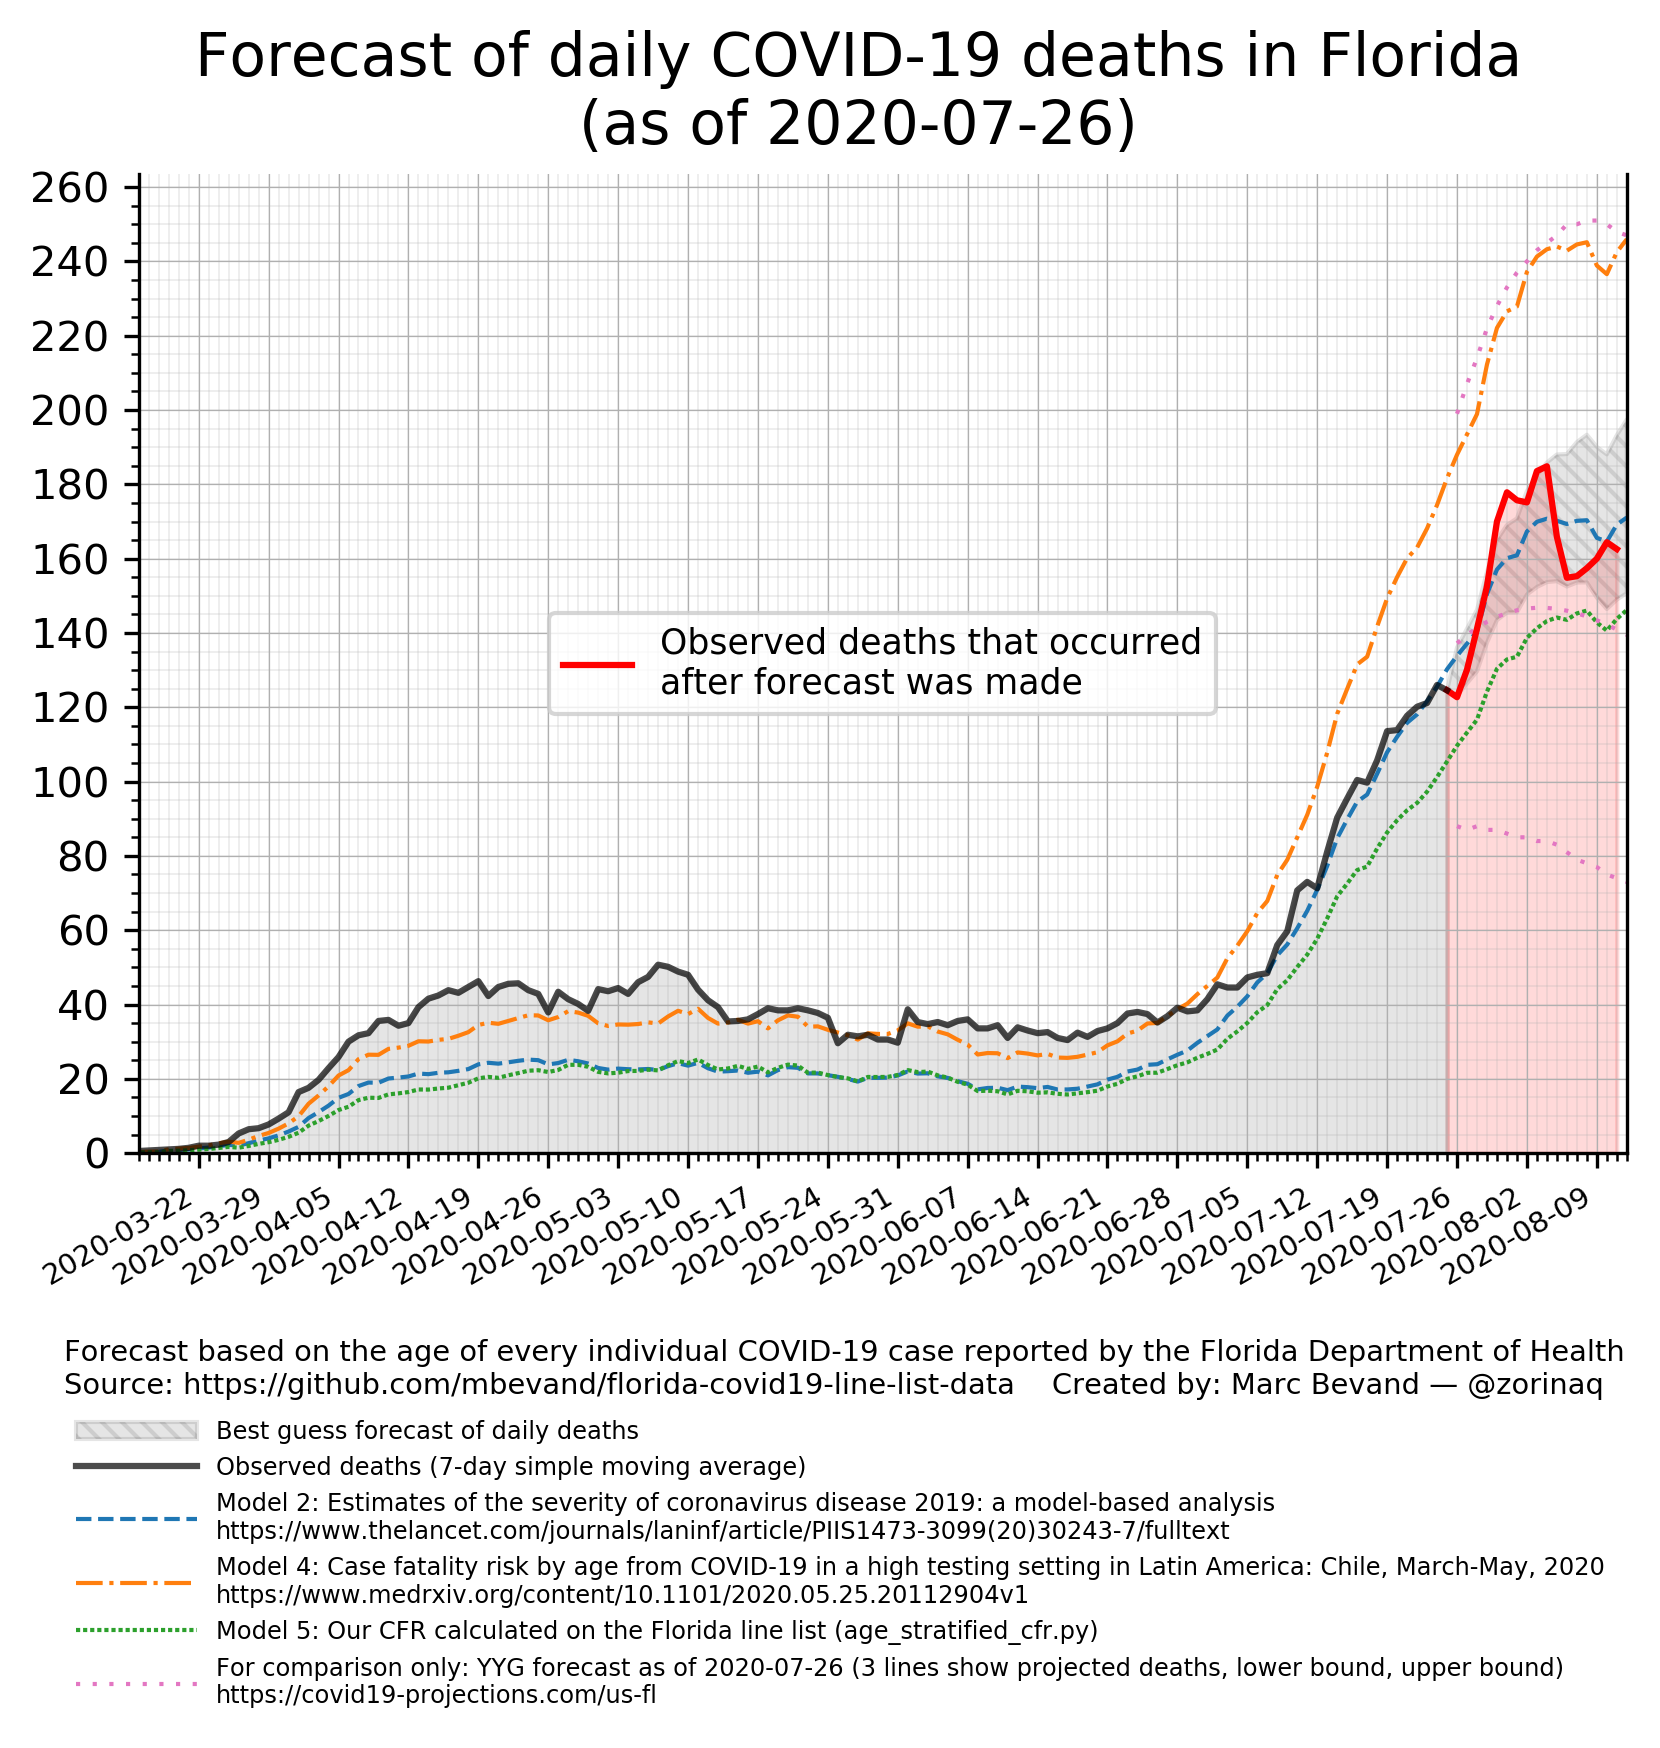 Forecast of daily COVID-19 deaths in Florida
(as of 2020-07-26)
260
240
220
200
180
160
140
120
100
80
60
40
20
0
Observed deaths that occurred
after forecast was made
2020-03-22
2020-03-29
2020-04-05
2020-04-12
2020-04-19
2020-04-26
2020-05-03
2020-05-10
2020-05-17
2020-05-24
2020-05-31
2020-06-07
2020-06-14
2020-06-21
2020-06-28
2020-07-05
2020-07-12
2020-07-19
2020-07-26
2020-08-02
2020-08-09
Forecast based on the age of every individual COVID-19 case reported by the Florida Department of Health
Source: https://github.com/mbevand/florida-covid19-line-list-data Created by: Marc Bevand — @zorinaq
Best guess forecast of daily deaths
Observed deaths (7-day simple moving average)
Model 2: Estimates of the severity of coronavirus disease 2019: a model-based analysis
https://www.thelancet.com/journals/laninf/article/PIIS1473-3099(20)30243-7/fulltext
Model 4: Case fatality risk by age from COVID-19 in a high testing setting in Latin America: Chile, March-May, 2020
https://www.medrxiv.org/content/10.1101/2020.05.25.20112904v1
Model 5: Our CFR calculated on the Florida line list (age_stratified_cfr.py)
For comparison only: YYG forecast as of 2020-07-26 (3 lines show projected deaths, lower bound, upper bound)
https://covid19-projections.com/us-fl